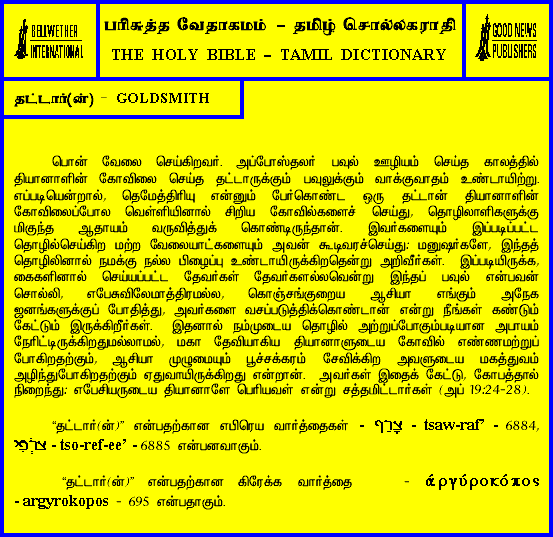 BELLWETHER
INTERNATIONAL
பரிசுத்த வேதாகமம் – தமிழ் சொல்லகராதி
THE HOLY BIBLE – TAMIL DICTIONARY
GOOD NEWS
PUBLISHERS
தட்டார்(ன்) – GOLDSMITH
பொன் வேலை செய்கிறவர். அப்போஸ்தலர் பவுல் ஊழியம் செய்த காலத்தில்
தியானாளின் கோவிலை செய்த தட்டாருக்கும் பவுலுக்கும் வாக்குவாதம் உண்டாயிற்று.
எப்படியென்றால், தெமேத்திரியு என்னும் பேர்கொண்ட ஒரு தட்டான் தியானாளின்
கோவிலைப்போல வெள்ளியினால் சிறிய கோவில்களைச் செய்து, தொழிலாளிகளுக்கு
மிகுந்த ஆதாயம் வருவித்துக் கொண்டிருந்தான். இவர்களையும் இப்படிப்பட்ட
தொழில்செய்கிற மற்ற வேலையாட்களையும் அவன் கூடிவரச்செய்து: மனுஷர்களே, இந்தத்
தொழிலினால் நமக்கு நல்ல பிழைப்பு உண்டாயிருக்கிறதென்று அறிவீர்கள். இப்படியிருக்க,
கைகளினால் செய்யப்பட்ட தேவர்கள் தேவர்களல்லவென்று இந்தப் பவுல் என்பவன்
சொல்லி, எபேசுவிலேமாத்திரமல்ல, கொஞ்சங்குறைய ஆசியா எங்கும் அநேக
ஜனங்களுக்குப் போதித்து, அவர்களை வசப்படுத்திக்கொண்டான் என்று நீங்கள் கண்டும்
கேட்டும் இருக்கிறீர்கள். இதனால் நம்முடைய தொழில் அற்றுப்போகும்படியான அபாயம்
நேரிட்டிருக்கிறதுமல்லாமல், மகா தேவியாகிய தியானாளுடைய கோவில் எண்ணமற்றுப்
போகிறதற்கும், ஆசியா முழுமையும் பூச்சக்கரம் சேவிக்கிற அவளுடைய மகத்துவம்
அழிந்துபோகிறதற்கும் ஏதுவாயிருக்கிறது என்றான். அவர்கள் இதைக் கேட்டு, கோபத்தால்
நிறைந்து: எபேசியருடைய தியானாளே பெரியவள் என்று சத்தமிட்டார்கள் (அப் 19:24-28).
“தட்டார்(ன்)” என்பதற்கான எபிரெய வார்த்தைகள் - צָרַף - tsaw-raf’ - 6884,
צֹרְפִי - tso-ref-ee’ - 6885 என்பனவாகும்.
“தட்டார்(ன்)” என்பதற்கான கிரேக்க வார்த்தை - άργύροκόπος
- argyrokopos - 695 என்பதாகும்.